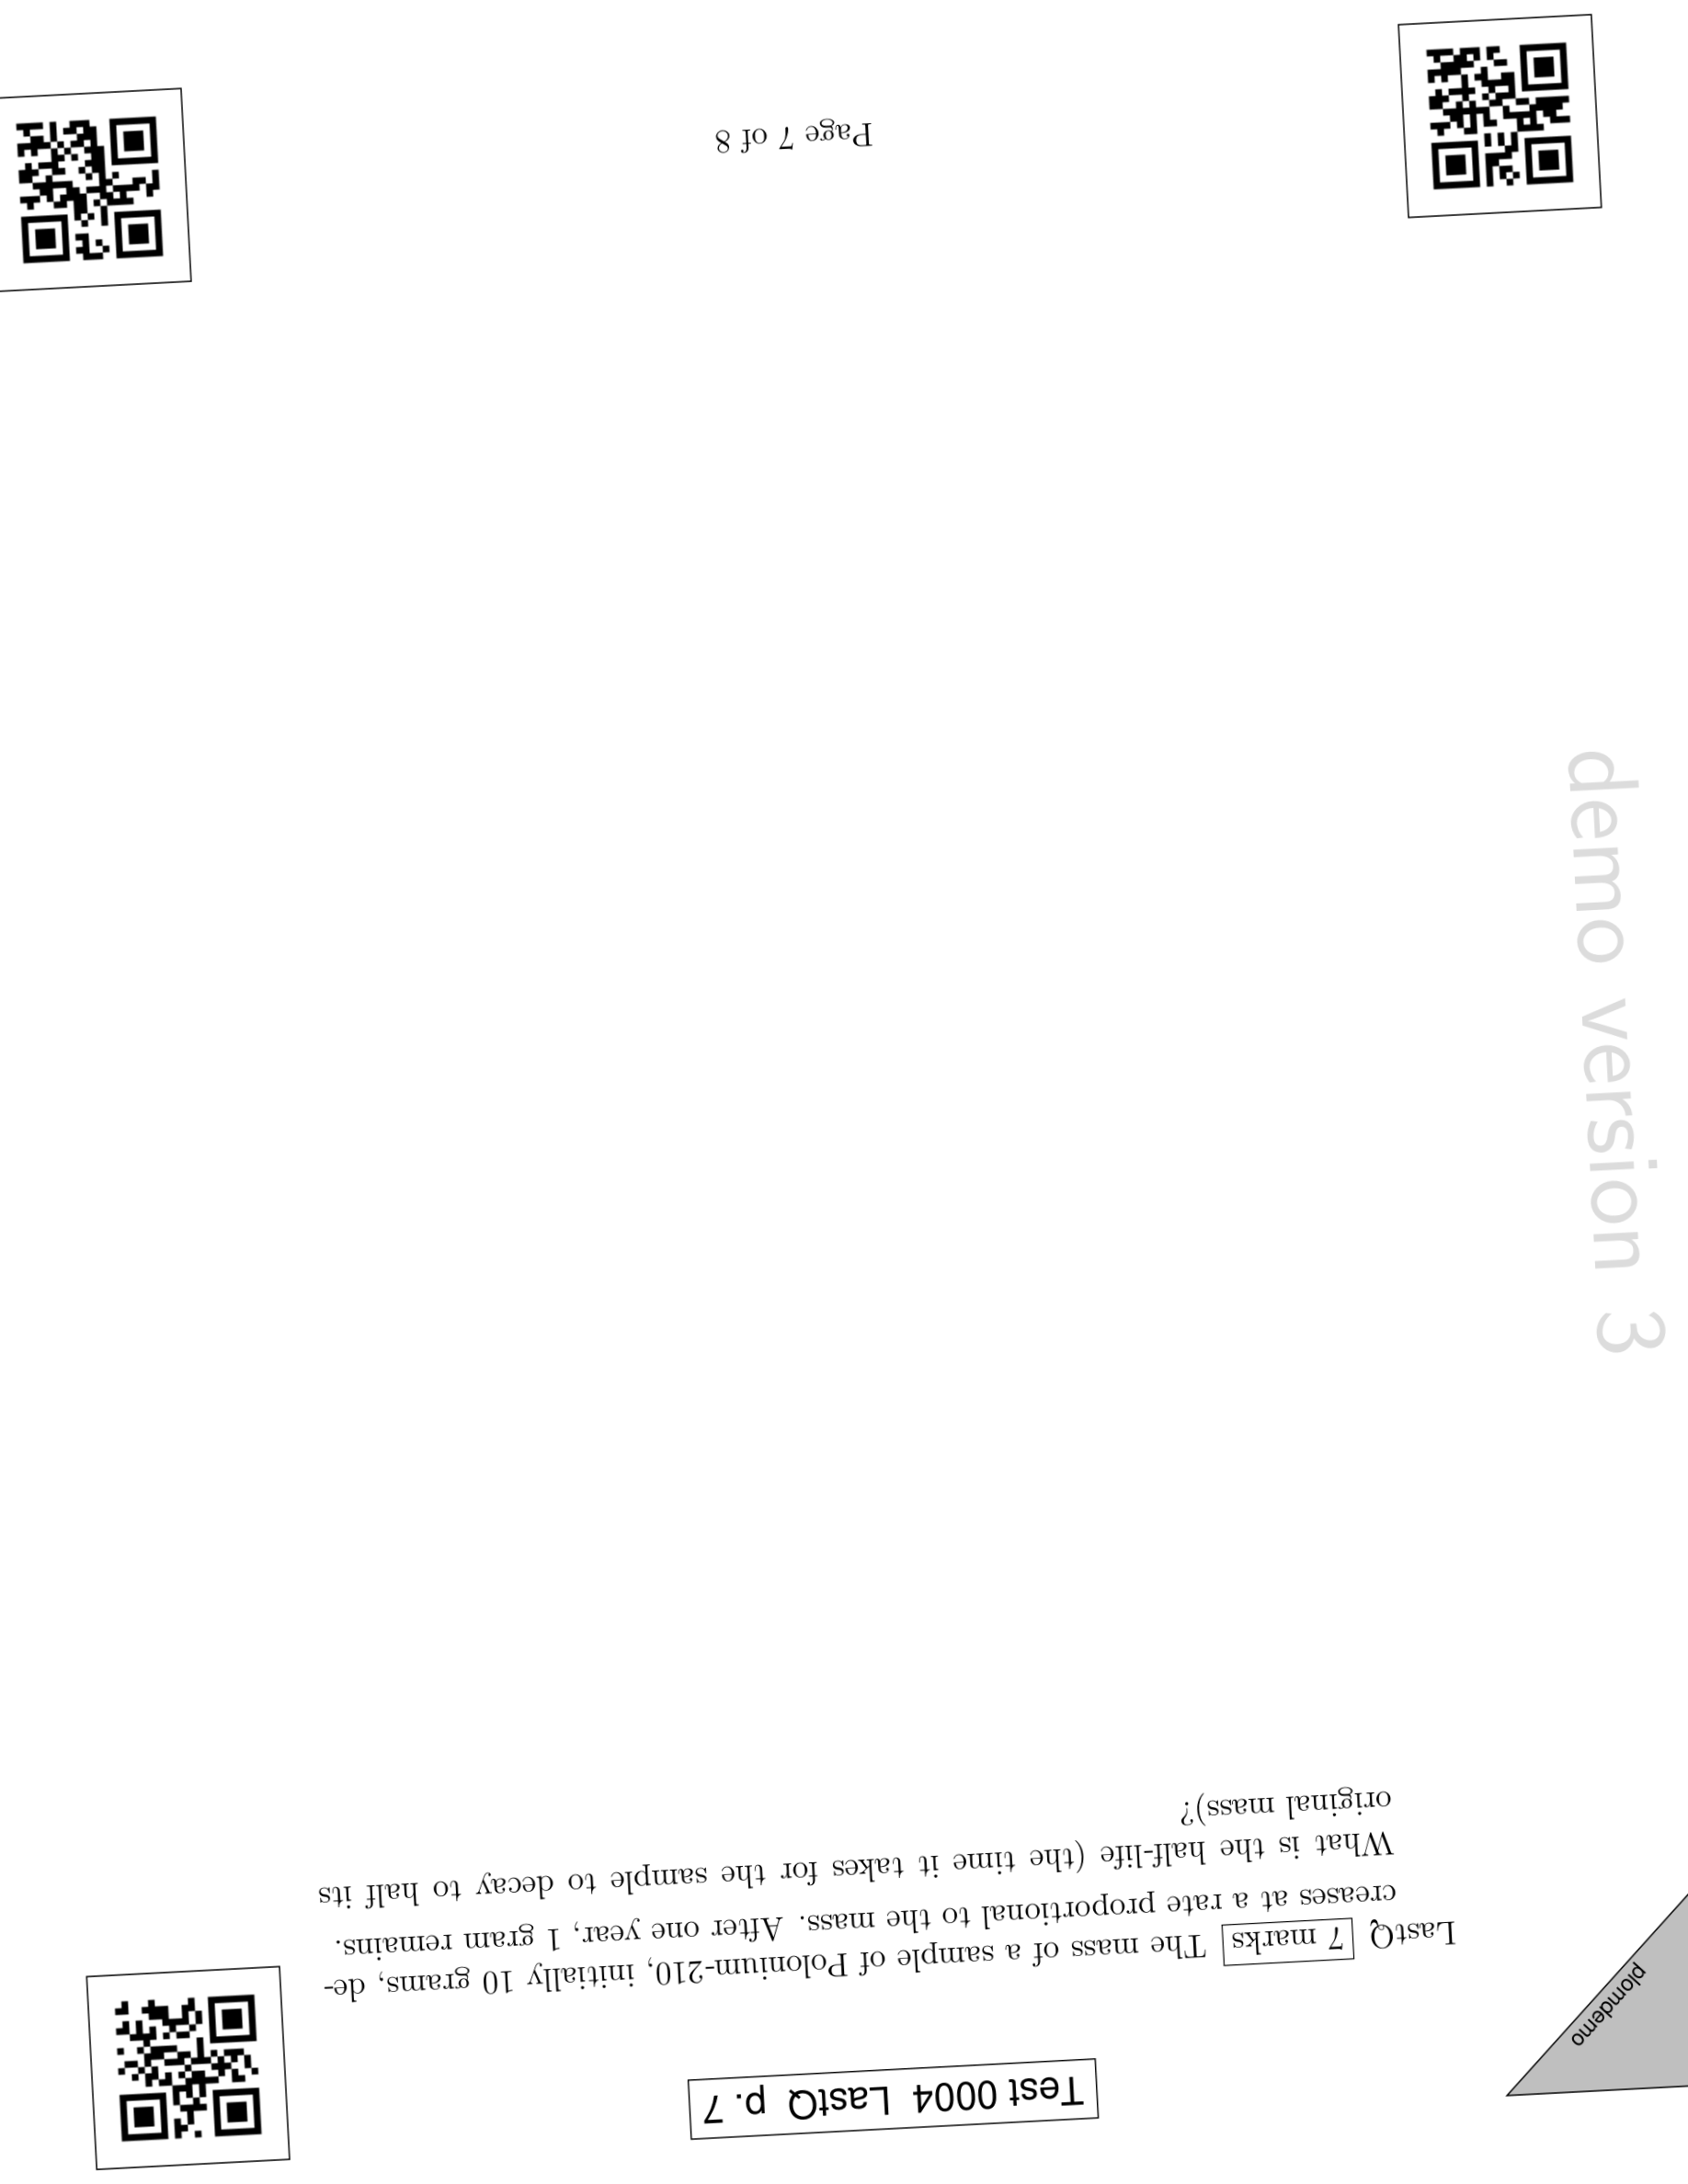 Test 0004 LastQ p. 7
plomdemo
LastQ 7 marks The mass of a sample of Polonium-210, initially 10 grams, de-
creases at a rate proportional to the mass. After one year, 1 gram remains.
What is the half-life (the time it takes for the sample to decay to half its
original mass)?
demo version 3
Page 7 of 8